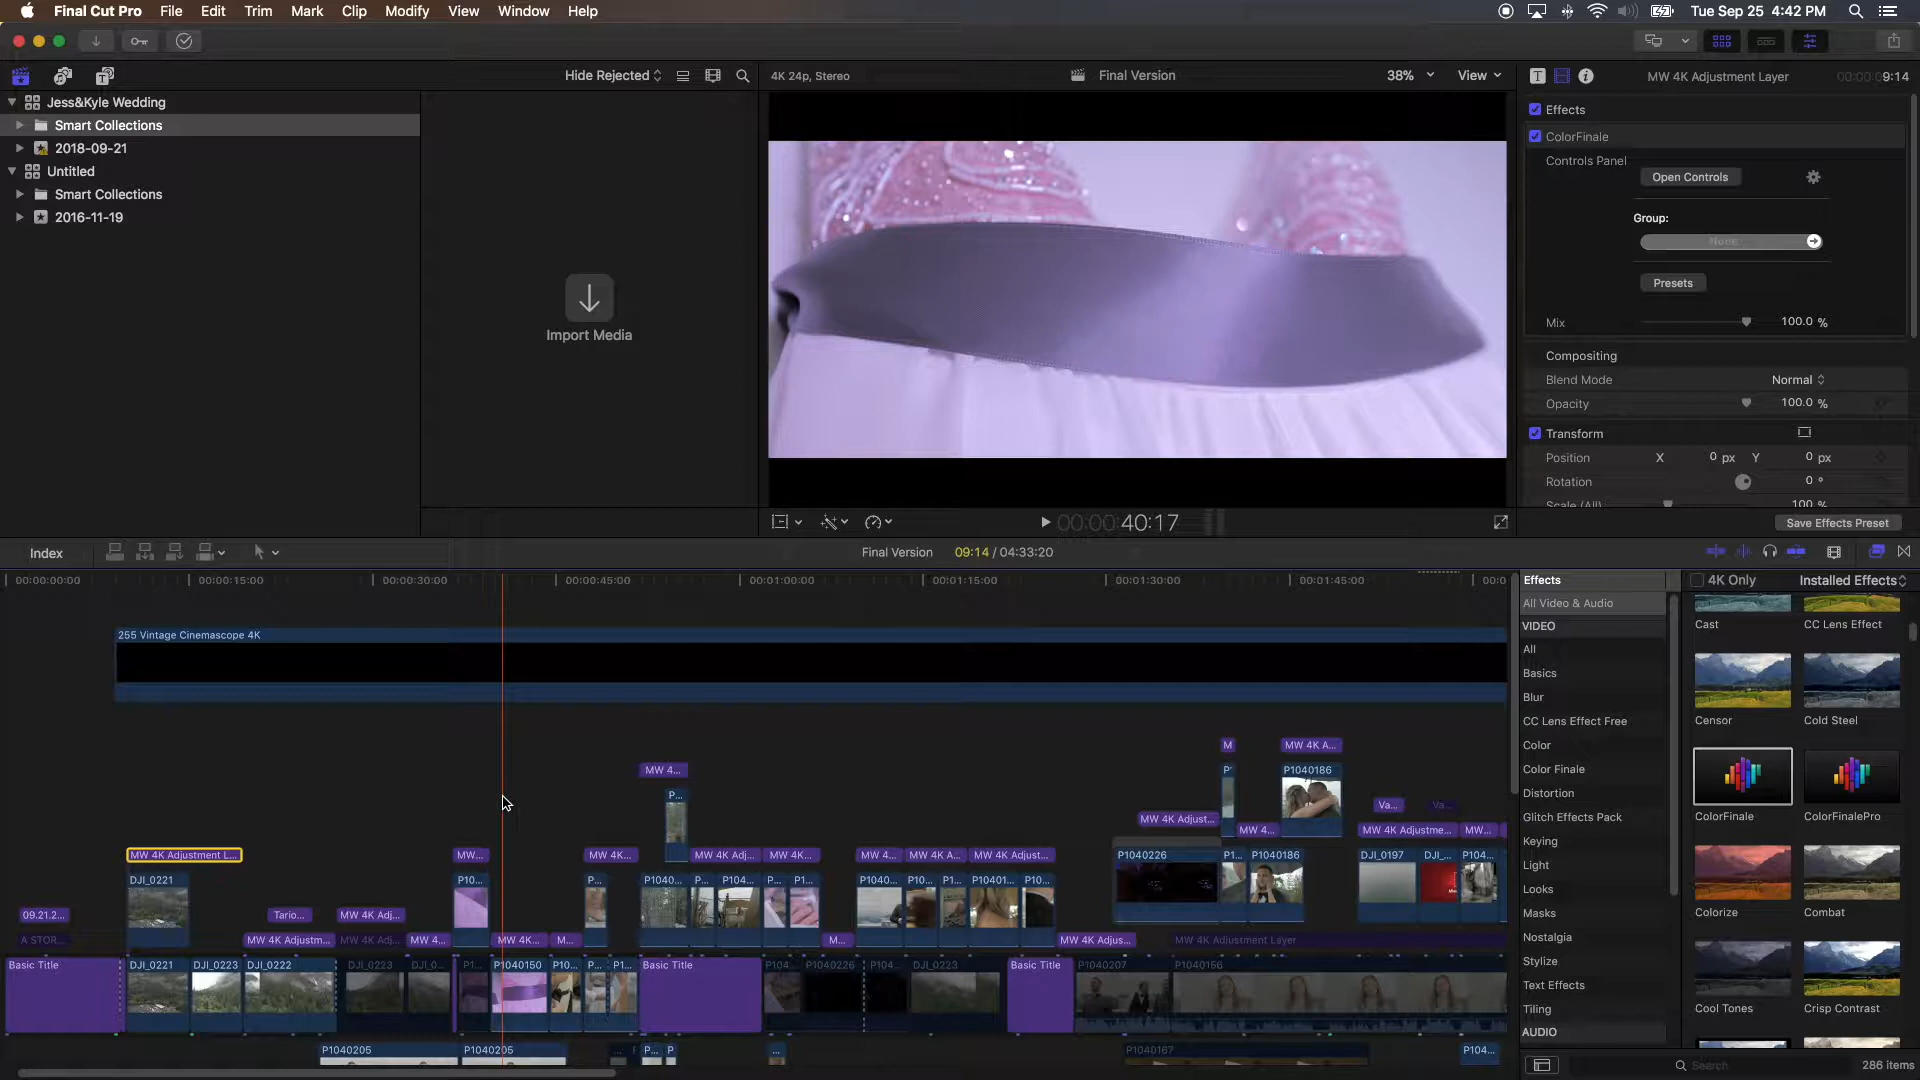 Final Cut Pro File Edit Trim Mark Clip Modify View Window Help
Tue Sep 25 4:42 PM
Hide Rejected
4K 24p, Stereo
Final Version
38%
View
MW 4K Adjustment Layer
9:14
Jess&Kyle Wedding
Smart Collections
2018-09-21
Untitled
Smart Collections
2016-11-19
Import Media
Effects
ColorFinale
Controls Panel
Open Controls
Group:
None
Presets
Mix
100.0 %
Compositing
Blend Mode
Normal
Opacity
100.0 %
Transform
Position X 0 px Y 0 px
Rotation
0 °
Scale (All)
100 %
00:00:40:17
Save Effects Preset
Index
Final Version
09:14 / 04:33:20
00:00:00:00 00:00:15:00 00:00:30:00 00:00:45:00 00:01:00:00 00:01:15:00 00:01:30:00 00:01:45:00
255 Vintage Cinemascope 4K
M
MW 4K A...
MW 4...
P1040186
P...
Va...
Va...
MW 4K Adjust...
MW 4...
MW 4K Adjustme...
MW...
MW 4K Adjustment L...
MW...
MW 4K...
MW 4K Adj...
MW 4K...
MW 4...
MW 4K A...
MW 4K Adjust...
P1040226
P1...
P1040186
DJI_0197
DJI_...
P104...
DJI_0221
P10...
P...
P1040...
P...
P104...
P...
P1...
P1040...
P10...
P1...
P10401...
P10...
09.21.2...
Tario...
MW 4K Adj...
A STOR...
MW 4K Adjustm...
MW 4K Adj...
MW 4...
MW 4K...
M...
M...
MW 4K Adjus...
MW 4K Adjustment Layer
Basic Title
DJI_0221
DJI_0223
DJI_0222
DJI_0223
DJI_0...
P1...
P1040150
P10...
P...
P1...
Basic Title
P104...
P1040226
P104...
DJI_0223
Basic Title
P1040207
P1040156
P1040205
P1040205
P...
P
...
P1040167
P104...
Effects
4K Only
Installed Effects
All Video & Audio
VIDEO
All
Basics
Blur
CC Lens Effect Free
Color
Color Finale
Distortion
Glitch Effects Pack
Keying
Light
Looks
Masks
Nostalgia
Stylize
Text Effects
Tiling
AUDIO
Cast
CC Lens Effect
Censor
Cold Steel
ColorFinale
ColorFinalePro
Colorize
Combat
Cool Tones
Crisp Contrast
Search
286 items